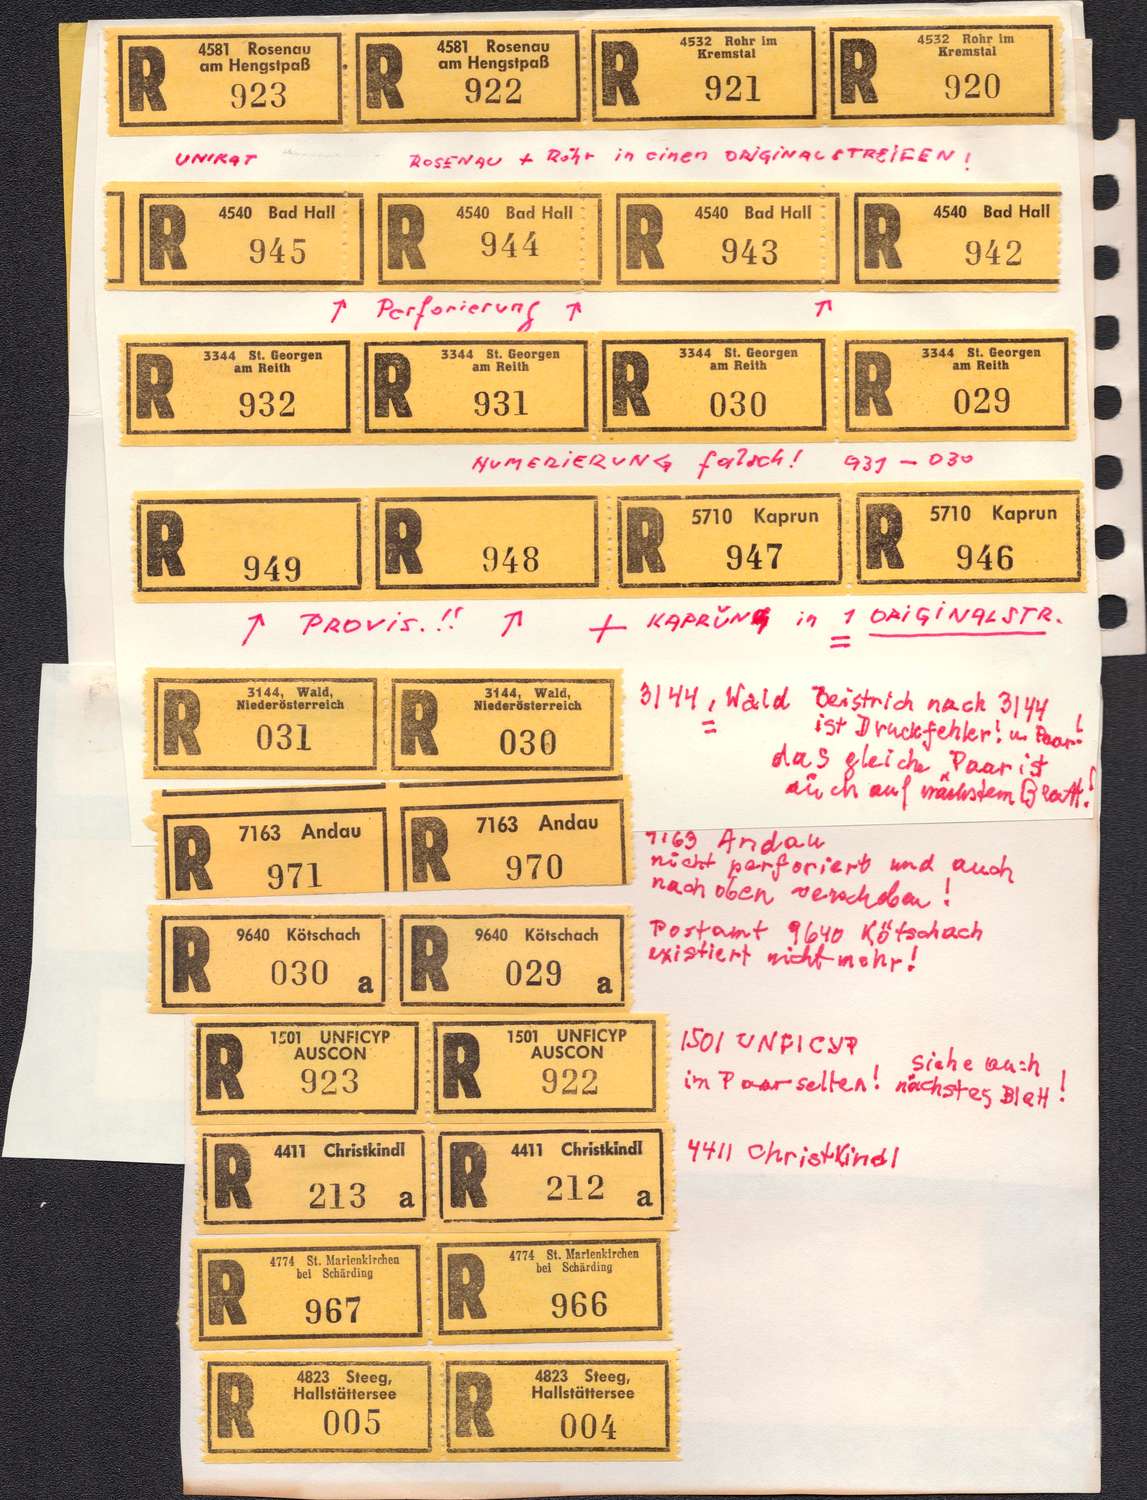 R 4581 Rosenau am Hengstpaß 923
R 4581 Rosenau am Hengstpaß 922
R 4532 Rohr im Kremstal 921
R 4532 Rohr im Kremstal 920
UNIKAT ROSENAU + Rohr in einen ORIGINALSTREIFEN!
R 4540 Bad Hall 945
R 4540 Bad Hall 944
R 4540 Bad Hall 943
R 4540 Bad Hall 942
↑ Perforierung ↑ ↑
R 3344 St. Georgen am Reith 932
R 3344 St. Georgen am Reith 931
R 3344 St. Georgen am Reith 030
R 3344 St. Georgen am Reith 029
NUMERIERUNG falsch! 931 – 030
R 949
R 948
R 5710 Kaprun 947
R 5710 Kaprun 946
↑ PROVIS.!! ↑ + KAPRUN in 1 ORIGINALSTR.
R 3144, Wald, Niederösterreich 031
R 3144, Wald, Niederösterreich 030
3144, Wald Beistrich nach 3144
ist Druckfehler! u. Paar!
das gleiche Paar ist
auch auf nächstem Blatt!
R 7163 Andau 971
R 7163 Andau 970
7163 Andau
nicht perforiert und auch
nach oben verschoben!
R 9640 Kötschach 030 a
R 9640 Kötschach 029 a
Postamt 9640 Kötschach
existiert nicht mehr!
R 1501 UNFICYP AUSCON 923
R 1501 UNFICYP AUSCON 922
1501 UNFICYP
im Paar selten! siehe auch
nächstes Blatt!
R 4411 Christkindl 213 a
R 4411 Christkindl 212 a
4411 Christkindl
R 4774 St. Marienkirchen bei Schärding 967
R 4774 St. Marienkirchen bei Schärding 966
R 4823 Steeg, Hallstättersee 005
R 4823 Steeg, Hallstättersee 004